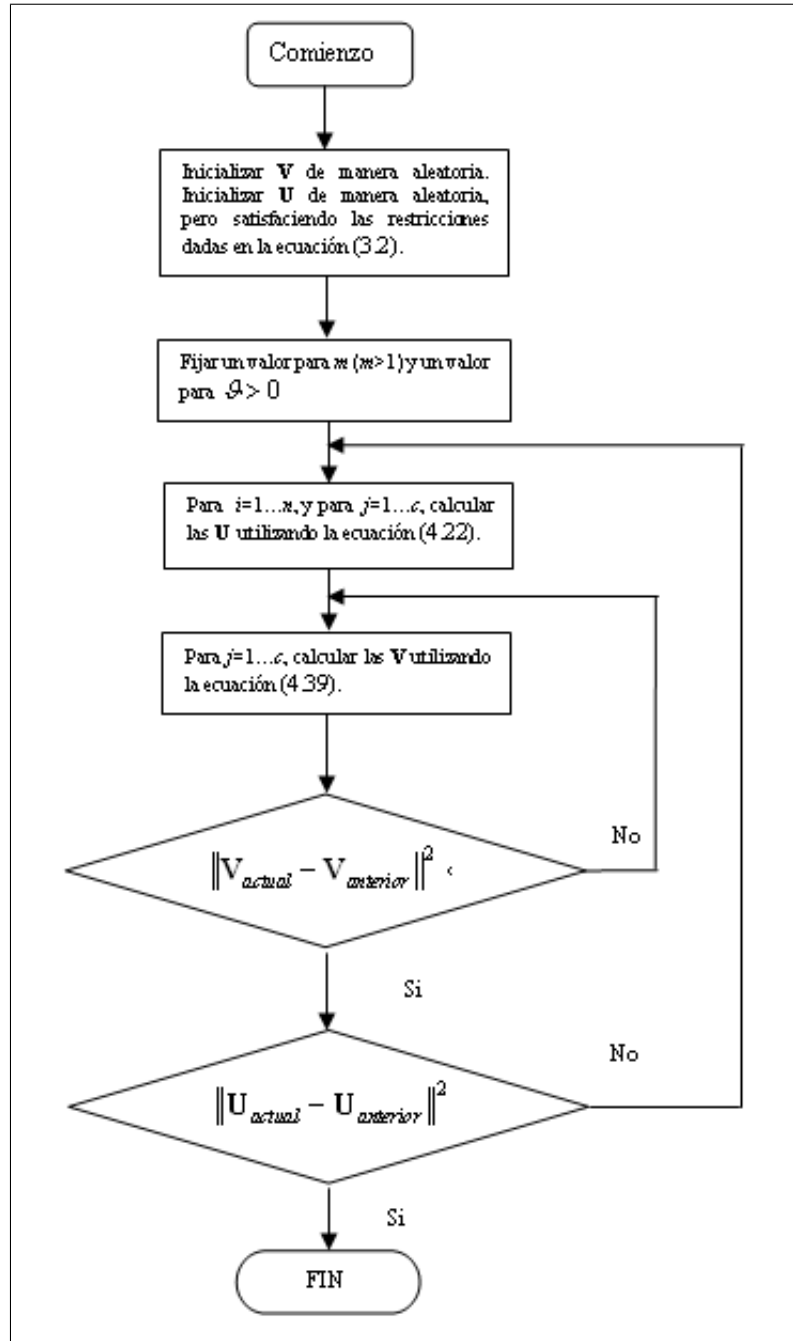 Comienzo
Inicializar V de manera aleatoria.
Inicializar U de manera aleatoria,
pero satisfaciendo las restricciones
dadas en la ecuación (3.2).
Fijar un valor para m (m>1) y un valor
para ϑ > 0
Para i=1...n, y para j=1...c, calcular
las U utilizando la ecuación (4.22).
Para j=1...c, calcular las V utilizando
la ecuación (4.39).
No
‖V_actual − V_anterior‖² ‹
Si
No
‖U_actual − U_anterior‖²
Si
FIN